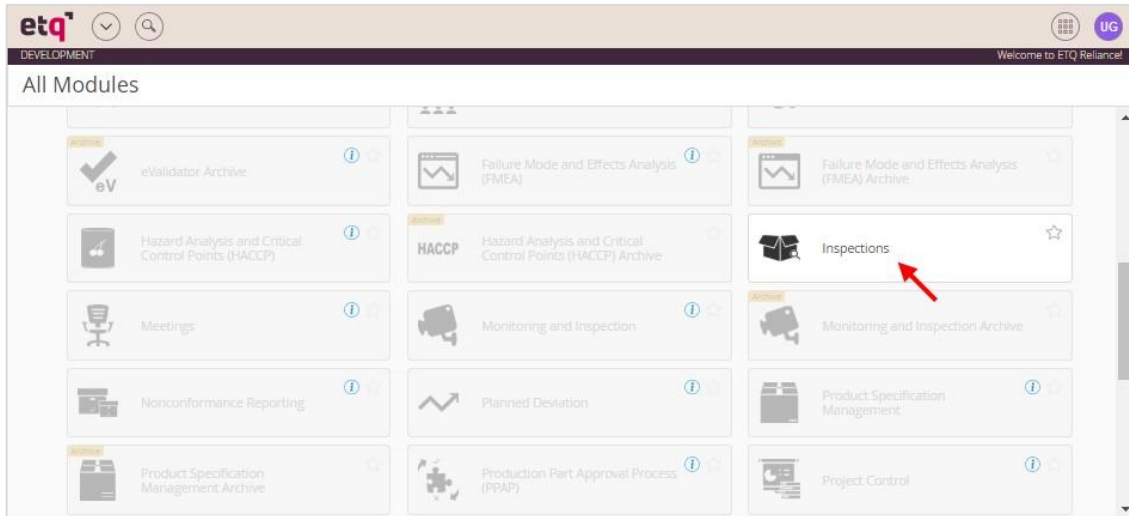 etq
UG
DEVELOPMENT
Welcome to ETQ Reliance!
All Modules
Archive
eV
eValidator Archive
i
Failure Mode and Effects Analysis
(FMEA)
i
Archive
Failure Mode and Effects Analysis
(FMEA) Archive
Hazard Analysis and Critical
Control Points (HACCP)
i
Archive
HACCP
Hazard Analysis and Critical
Control Points (HACCP) Archive
Inspections
Meetings
i
Monitoring and Inspection
i
Archive
Monitoring and Inspection Archive
Nonconformance Reporting
i
Planned Deviation
i
Product Specification
Management
i
Archive
Product Specification
Management Archive
Production Part Approval Process
(PPAP)
i
Project Control
i